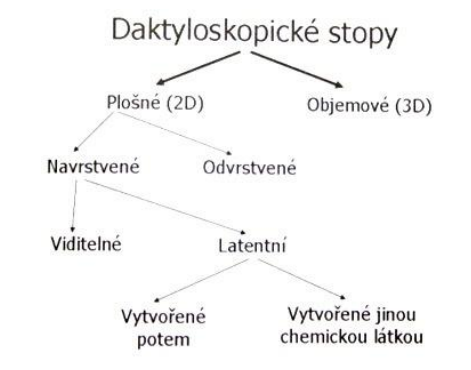 Daktyloskopické stopy
Plošné (2D)
Objemové (3D)
Navrstvené
Odvrstvené
Viditelné
Latentní
Vytvořené
potem
Vytvořené jinou
chemickou látkou